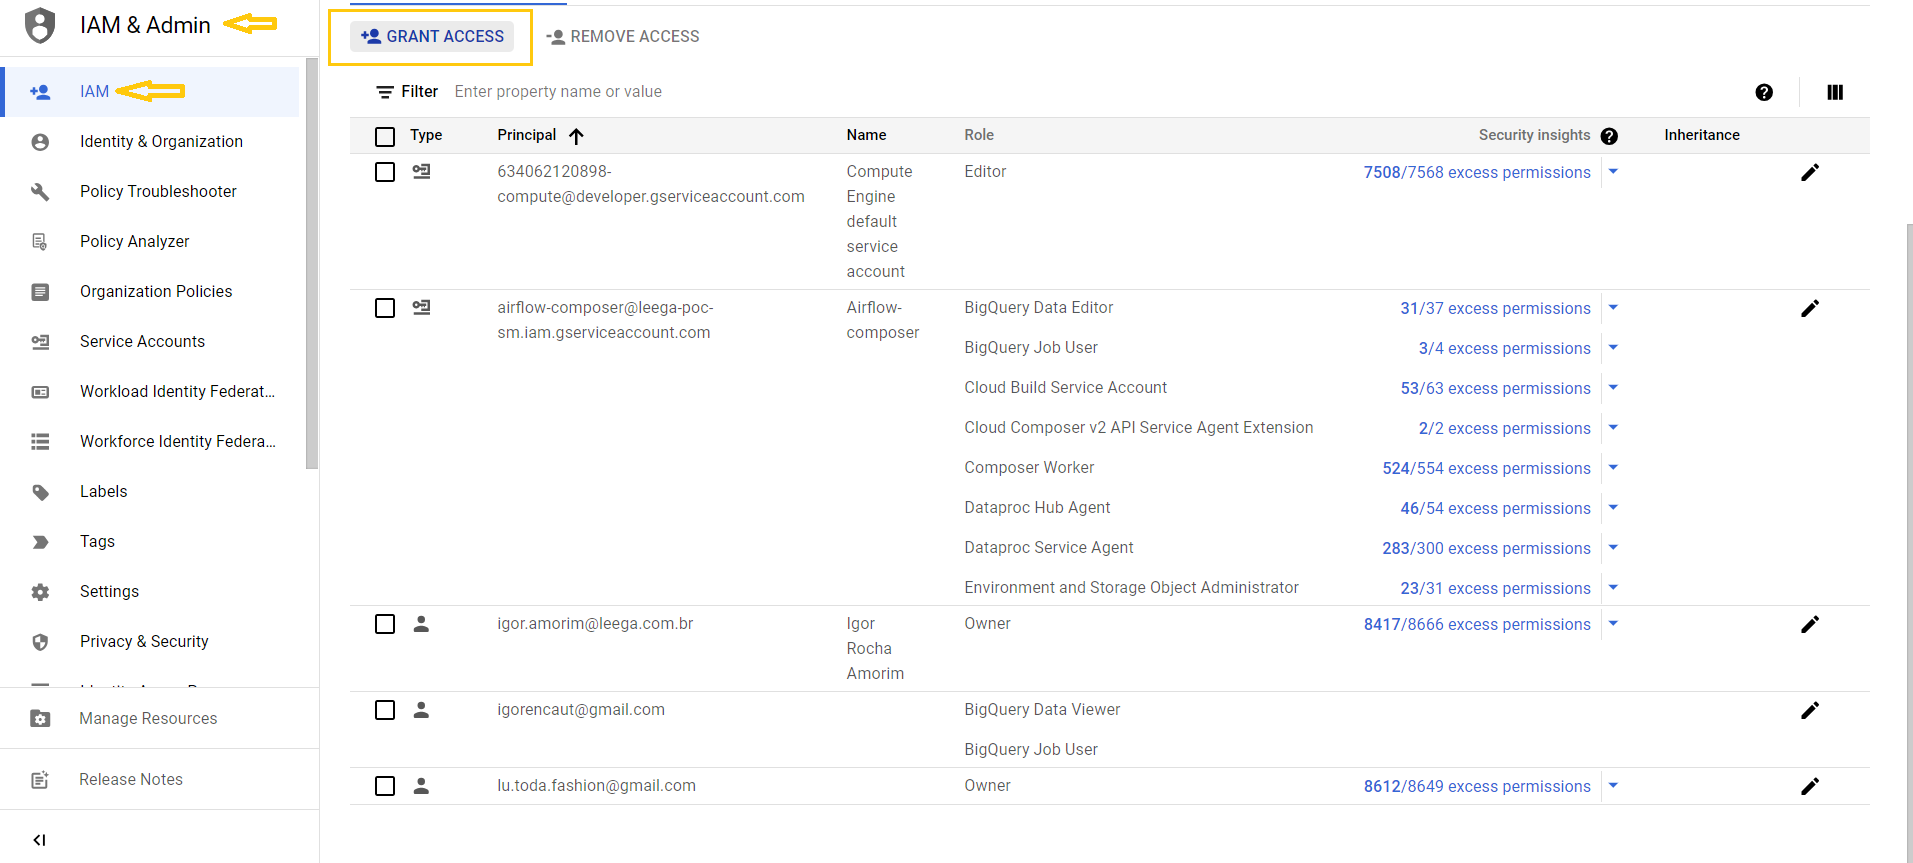 IAM & Admin
IAM
Identity & Organization
Policy Troubleshooter
Policy Analyzer
Organization Policies
Service Accounts
Workload Identity Federat...
Workforce Identity Federa...
Labels
Tags
Settings
Privacy & Security
Manage Resources
Release Notes
GRANT ACCESS REMOVE ACCESS
Filter Enter property name or value
Type Principal Name Role Security insights Inheritance
634062120898-
compute@developer.gserviceaccount.com
Compute
Engine
default
service
account
Editor
7508/7568 excess permissions
airflow-composer@leega-poc-
sm.iam.gserviceaccount.com
Airflow-
composer
BigQuery Data Editor 31/37 excess permissions
BigQuery Job User 3/4 excess permissions
Cloud Build Service Account 53/63 excess permissions
Cloud Composer v2 API Service Agent Extension 2/2 excess permissions
Composer Worker 524/554 excess permissions
Dataproc Hub Agent 46/54 excess permissions
Dataproc Service Agent 283/300 excess permissions
Environment and Storage Object Administrator 23/31 excess permissions
igor.amorim@leega.com.br
Igor
Rocha
Amorim
Owner
8417/8666 excess permissions
igorencaut@gmail.com
BigQuery Data Viewer
BigQuery Job User
lu.toda.fashion@gmail.com Owner 8612/8649 excess permissions